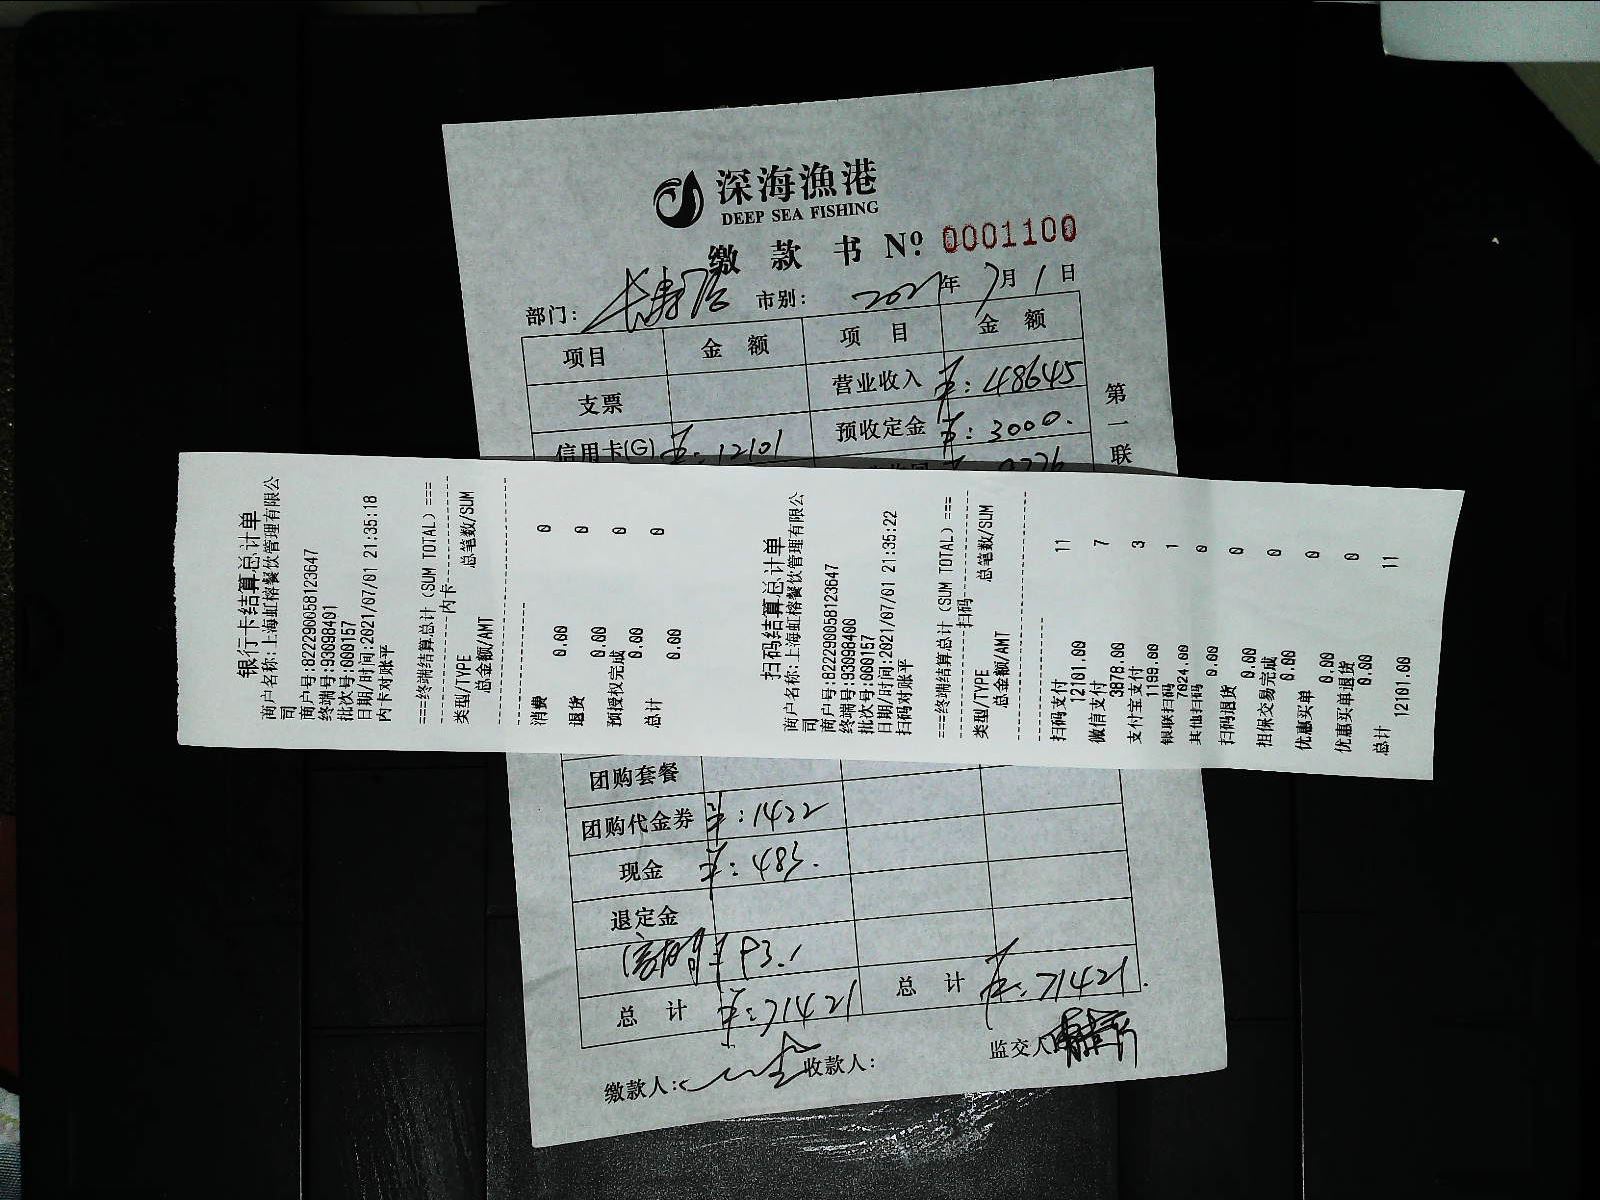 深海漁港
DEEP SEA FISHING
缴 款 书 Nº 0001100
部门: 长寿路 市别: 2021年7月1日
项目 金 额 项 目 金 额
支票 营业收入 ¥:48645
信用卡(G) ¥:12101 预收定金 ¥:3000.
第一联
银行卡结算总计单
商户名称:上海虹榕餐饮管理有限公
司
商户号:822290058123647
终端号:93098401
批次号:000157
日期/时间:2021/07/01 21:35:18
内卡对账平
===终端结算总计(SUM TOTAL)===
内卡
类型/TYPE 总笔数/SUM
总金额/AMT
消费 0
0.00
退货 0
0.00
预授权完成 0
0.00
总计 0
0.00
扫码结算总计单
商户名称:上海虹榕餐饮管理有限公
司
商户号:822290058123647
终端号:93098400
批次号:000157
日期/时间:2021/07/01 21:35:22
扫码对账平
===终端结算总计(SUM TOTAL)===
扫码
类型/TYPE 总笔数/SUM
总金额/AMT
扫码支付 11
12101.00
微信支付 7
3878.00
支付宝支付 3
1199.00
银联扫码 1
7024.00
其他扫码 0
0.00
扫码退货 0
0.00
担保交易完成 0
0.00
优惠买单 0
0.00
优惠买单退货 0
0.00
总计 11
12101.00
团购套餐
团购代金券 ¥:1422
现金 ¥:483.
退定金
总 计 ¥:71421 总 计 ¥:71421.
缴款人: 收款人: 监交人